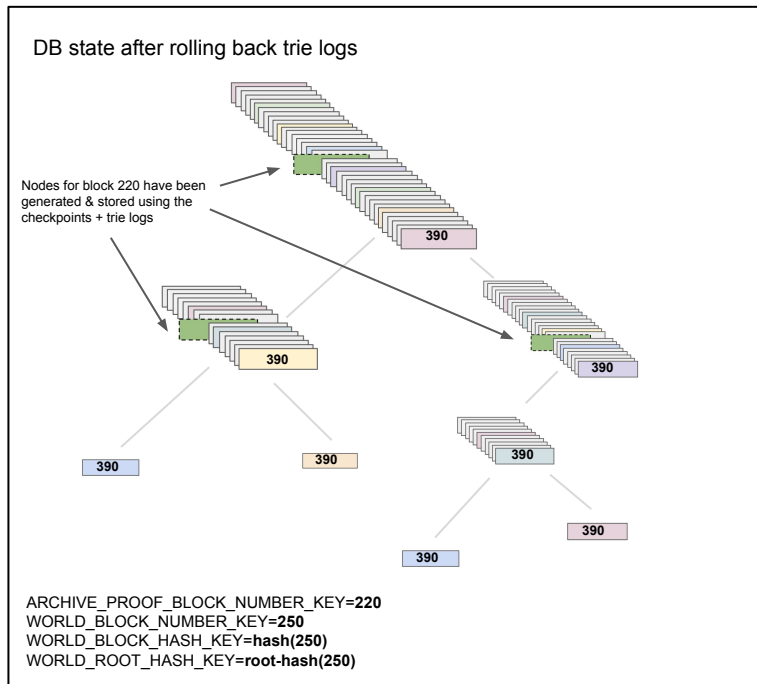 DB state after rolling back trie logs
Nodes for block 220 have been
generated & stored using the
checkpoints + trie logs
390
390
390
390
390
390
390
390
ARCHIVE_PROOF_BLOCK_NUMBER_KEY=220
WORLD_BLOCK_NUMBER_KEY=250
WORLD_BLOCK_HASH_KEY=hash(250)
WORLD_ROOT_HASH_KEY=root-hash(250)